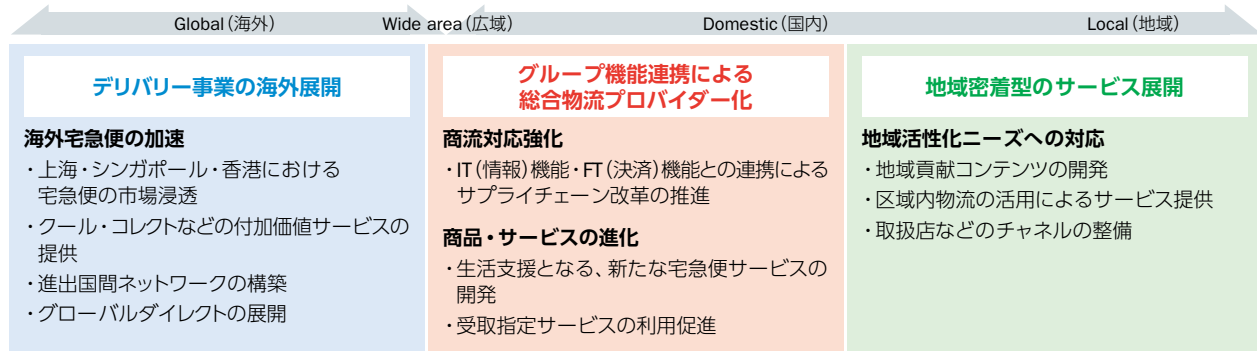 Global（海外）
Wide area（広域）
Domestic（国内）
Local（地域）
デリバリー事業の海外展開
海外宅急便の加速
・上海・シンガポール・香港における
宅急便の市場浸透
・クール・コレクトなどの付加価値サービスの
提供
・進出国間ネットワークの構築
・グローバルダイレクトの展開
グループ機能連携による
総合物流プロバイダー化
商流対応強化
・IT（情報）機能・FT（決済）機能との連携による
サプライチェーン改革の推進
商品・サービスの進化
・生活支援となる、新たな宅急便サービスの
開発
・受取指定サービスの利用促進
地域密着型のサービス展開
地域活性化ニーズへの対応
・地域貢献コンテンツの開発
・区域内物流の活用によるサービス提供
・取扱店などのチャネルの整備